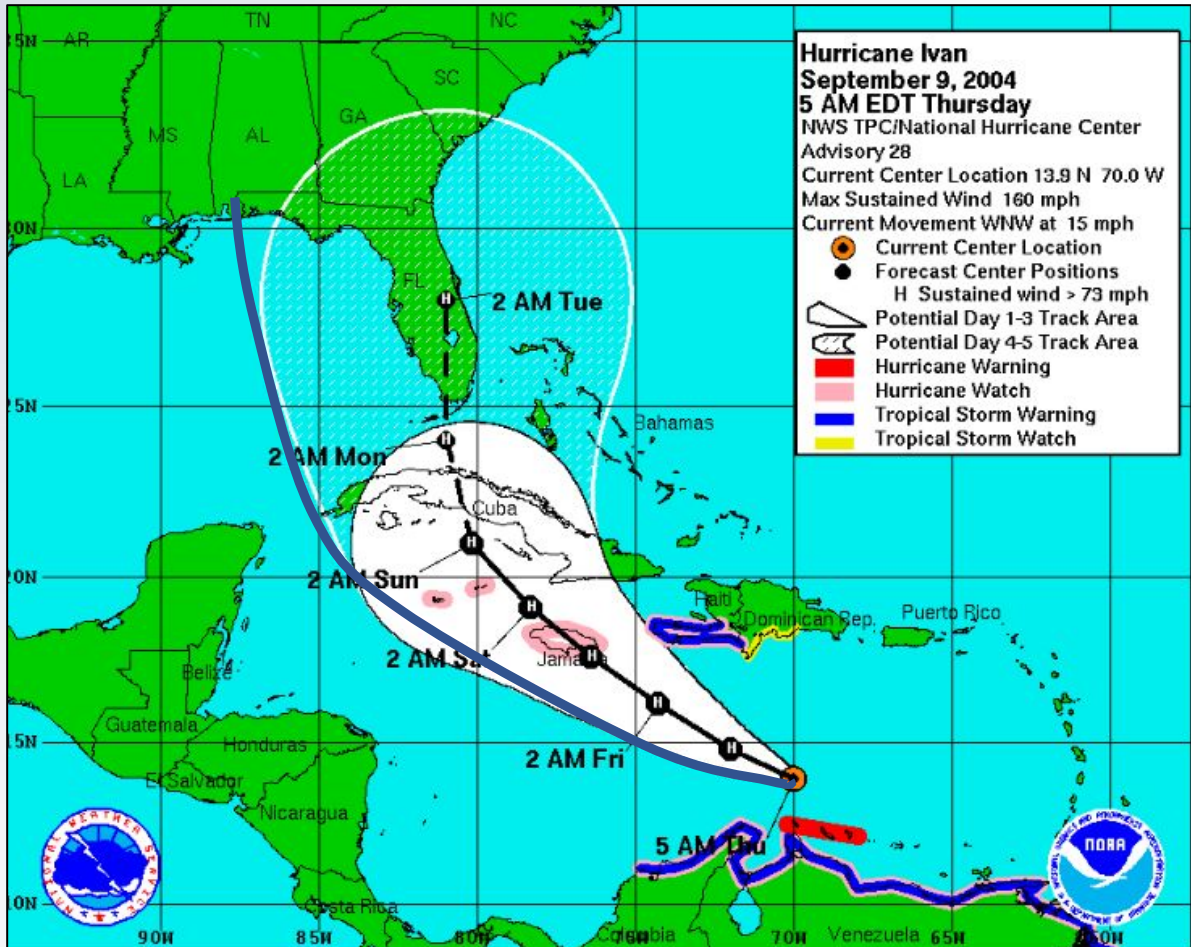 TN
NC
35N
AR
SC
MS
AL
GA
LA
Hurricane Ivan
September 9, 2004
5 AM EDT Thursday
NWS TPC/National Hurricane Center
Advisory 28
Current Center Location 13.9 N 70.0 W
Max Sustained Wind 160 mph
Current Movement WNW at 15 mph
Current Center Location
Forecast Center Positions
H Sustained wind > 73 mph
Potential Day 1-3 Track Area
Potential Day 4-5 Track Area
Hurricane Warning
Hurricane Watch
Tropical Storm Warning
Tropical Storm Watch
30N
FL
H
2 AM Tue
25N
Bahamas
H
2 AM Mon
Cuba
H
2 AM Sun
20N
H
Haiti
Dominican Rep.
Puerto Rico
2 AM Sat
H
Jamaica
Belize
H
Guatemala
15N
Honduras
H
2 AM Fri
El Salvador
Nicaragua
5 AM Thu
NATIONAL WEATHER SERVICE
NOAA
10N
Costa Rica
90W
85W
80W
75W
Colombia
70W
Venezuela
65W
60W